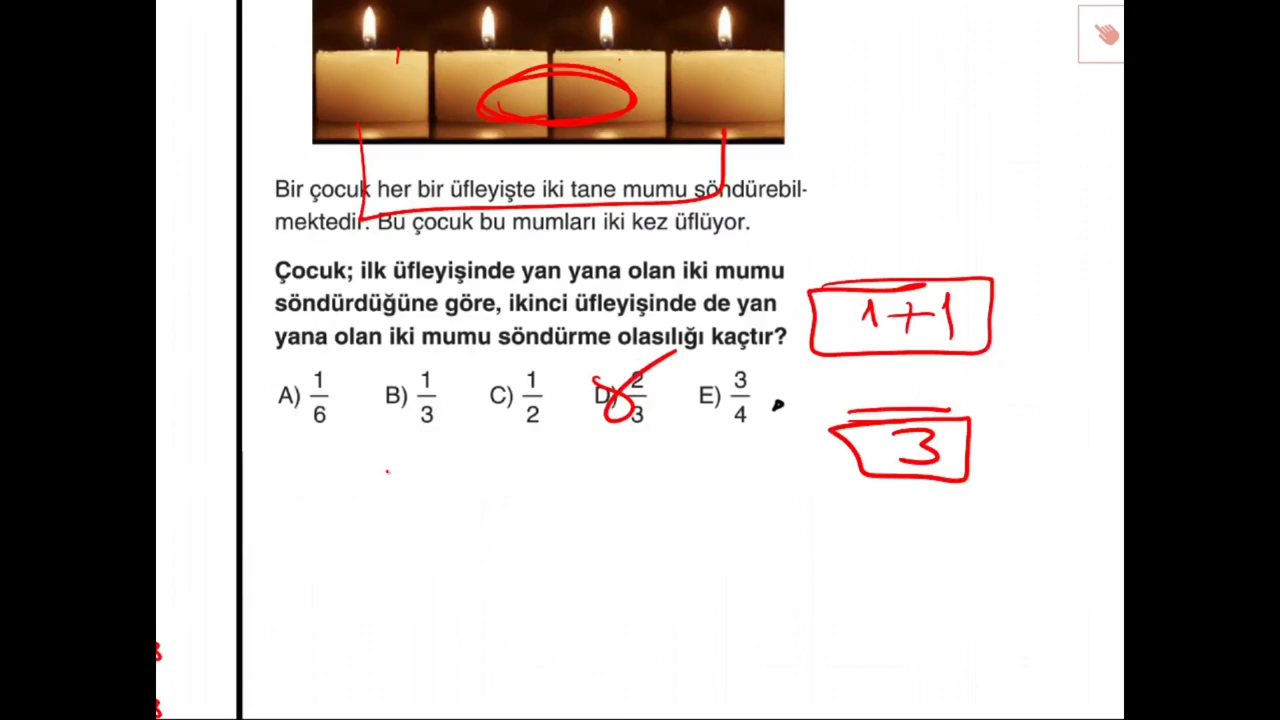 Bir çocuk her bir üfleyişte iki tane mumu söndürebil-
mektedir. Bu çocuk bu mumları iki kez üflüyor.
Çocuk; ilk üfleyişinde yan yana olan iki mumu
söndürdüğüne göre, ikinci üfleyişinde de yan
yana olan iki mumu söndürme olasılığı kaçtır?
A) 1/6 B) 1/3 C) 1/2 D) 2/3 E) 3/4
1+1
3